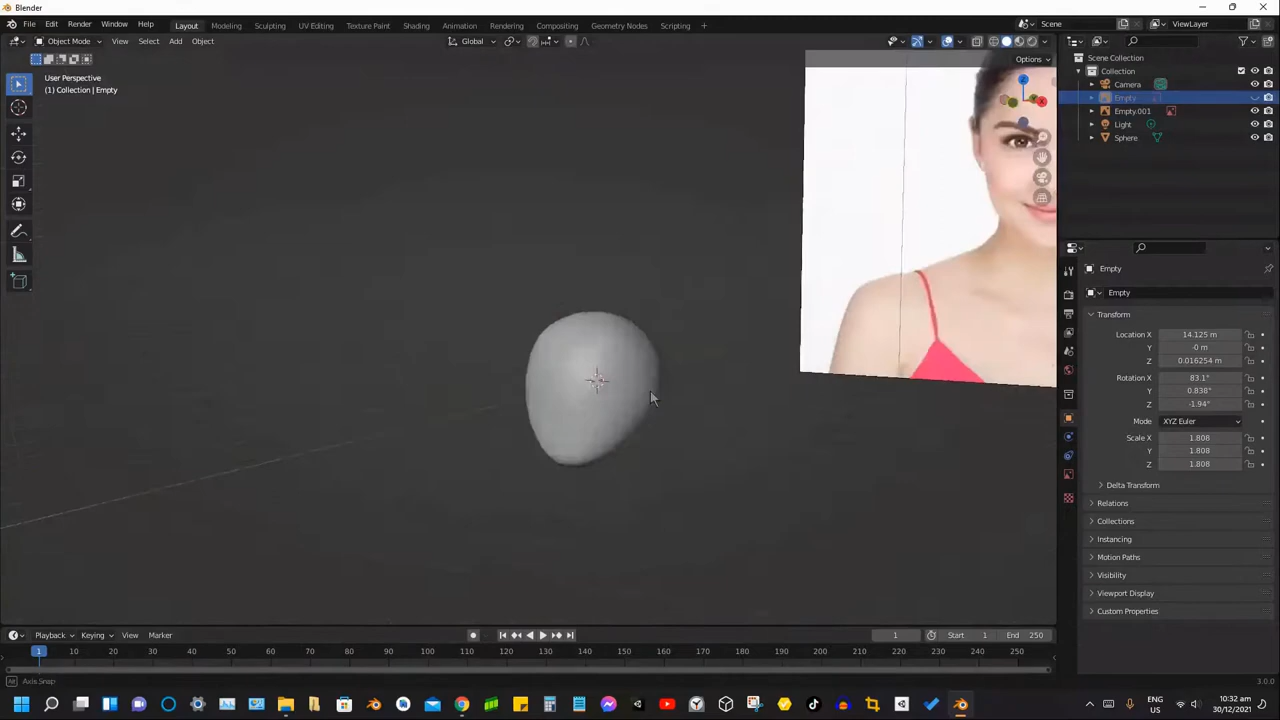 Blender
File Edit Render Window Help
Layout Modeling Sculpting UV Editing Texture Paint Shading Animation Rendering Compositing Geometry Nodes Scripting +
Scene ViewLayer
Object Mode View Select Add Object Global
Options
User Perspective
(1) Collection | Empty
Scene Collection
Collection
Camera
Empty
Empty.001
Light
Sphere
Empty
Empty
Transform
Location X 14.125 m
Y -0 m
Z 0.016254 m
Rotation X 83.1°
Y 0.838°
Z -1.94°
Mode XYZ Euler
Scale X 1.808
Y 1.808
Z 1.808
Delta Transform
Relations
Collections
Instancing
Motion Paths
Visibility
Viewport Display
Custom Properties
Playback Keying View Marker
1 Start 1 End 250
1 10 20 30 40 50 60 70 80 90 100 110 120 130 140 150 160 170 180 190 200 210 220 230 240 250
Alt Axis Snap 3.0.0
ENG 10:32 am
US 30/12/2021